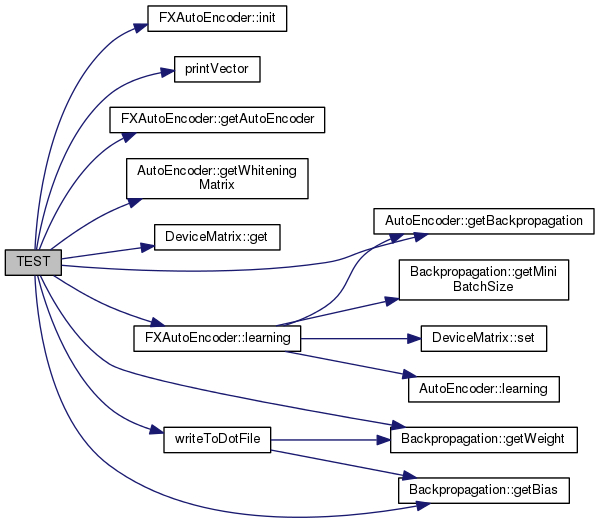 FXAutoEncoder::init
printVector
FXAutoEncoder::getAutoEncoder
AutoEncoder::getWhitening
Matrix
DeviceMatrix::get
TEST
AutoEncoder::getBackpropagation
Backpropagation::getMini
BatchSize
FXAutoEncoder::learning
DeviceMatrix::set
AutoEncoder::learning
writeToDotFile
Backpropagation::getWeight
Backpropagation::getBias